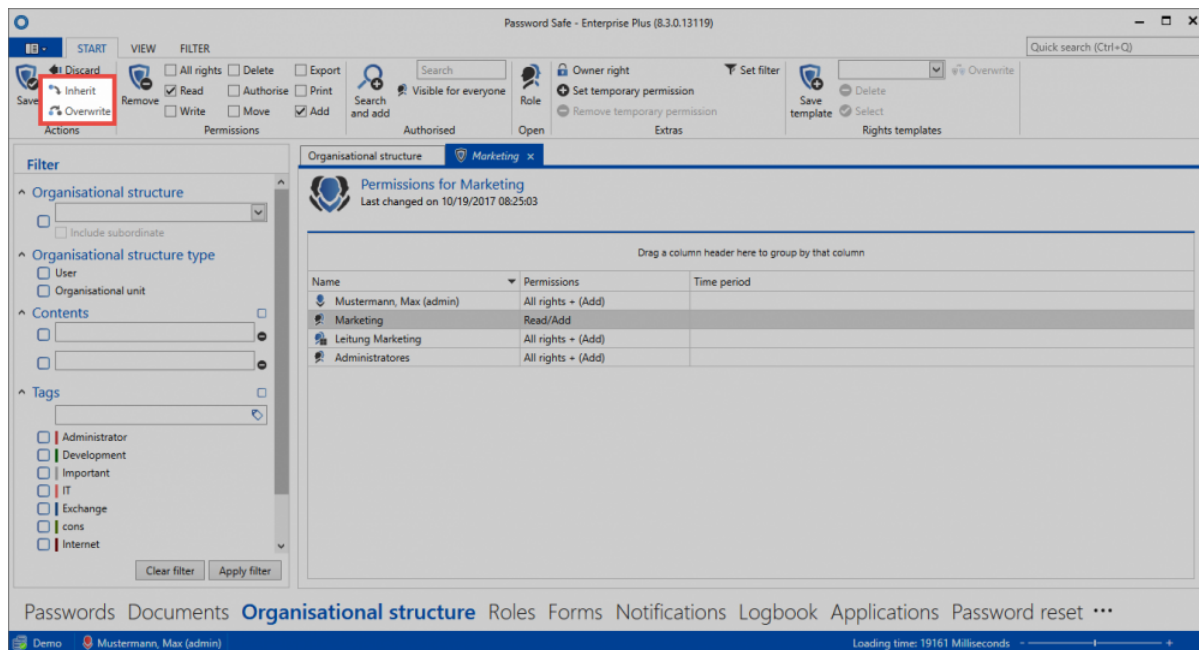 Password Safe - Enterprise Plus (8.3.0.13119)
START VIEW FILTER
Quick search (Ctrl+Q)
Save
Discard
Inherit
Overwrite
Actions
Remove
All rights Delete Export
Read Authorise Print
Write Move Add
Permissions
Search and add
Search
Visible for everyone
Authorised
Role
Open
Owner right
Set temporary permission
Remove temporary permission
Set filter
Extras
Save template
Overwrite
Delete
Select
Rights templates
Filter
Organisational structure
Include subordinate
Organisational structure type
User
Organisational unit
Contents
Tags
Administrator
Development
Important
IT
Exchange
cons
Internet
Clear filter Apply filter
Organisational structure Marketing ×
Permissions for Marketing
Last changed on 10/19/2017 08:25:03
Drag a column header here to group by that column
Name Permissions Time period
Mustermann, Max (admin) All rights + (Add)
Marketing Read/Add
Leitung Marketing All rights + (Add)
Administratores All rights + (Add)
Passwords Documents Organisational structure Roles Forms Notifications Logbook Applications Password reset •••
Demo Mustermann, Max (admin) Loading time: 19161 Milliseconds - +